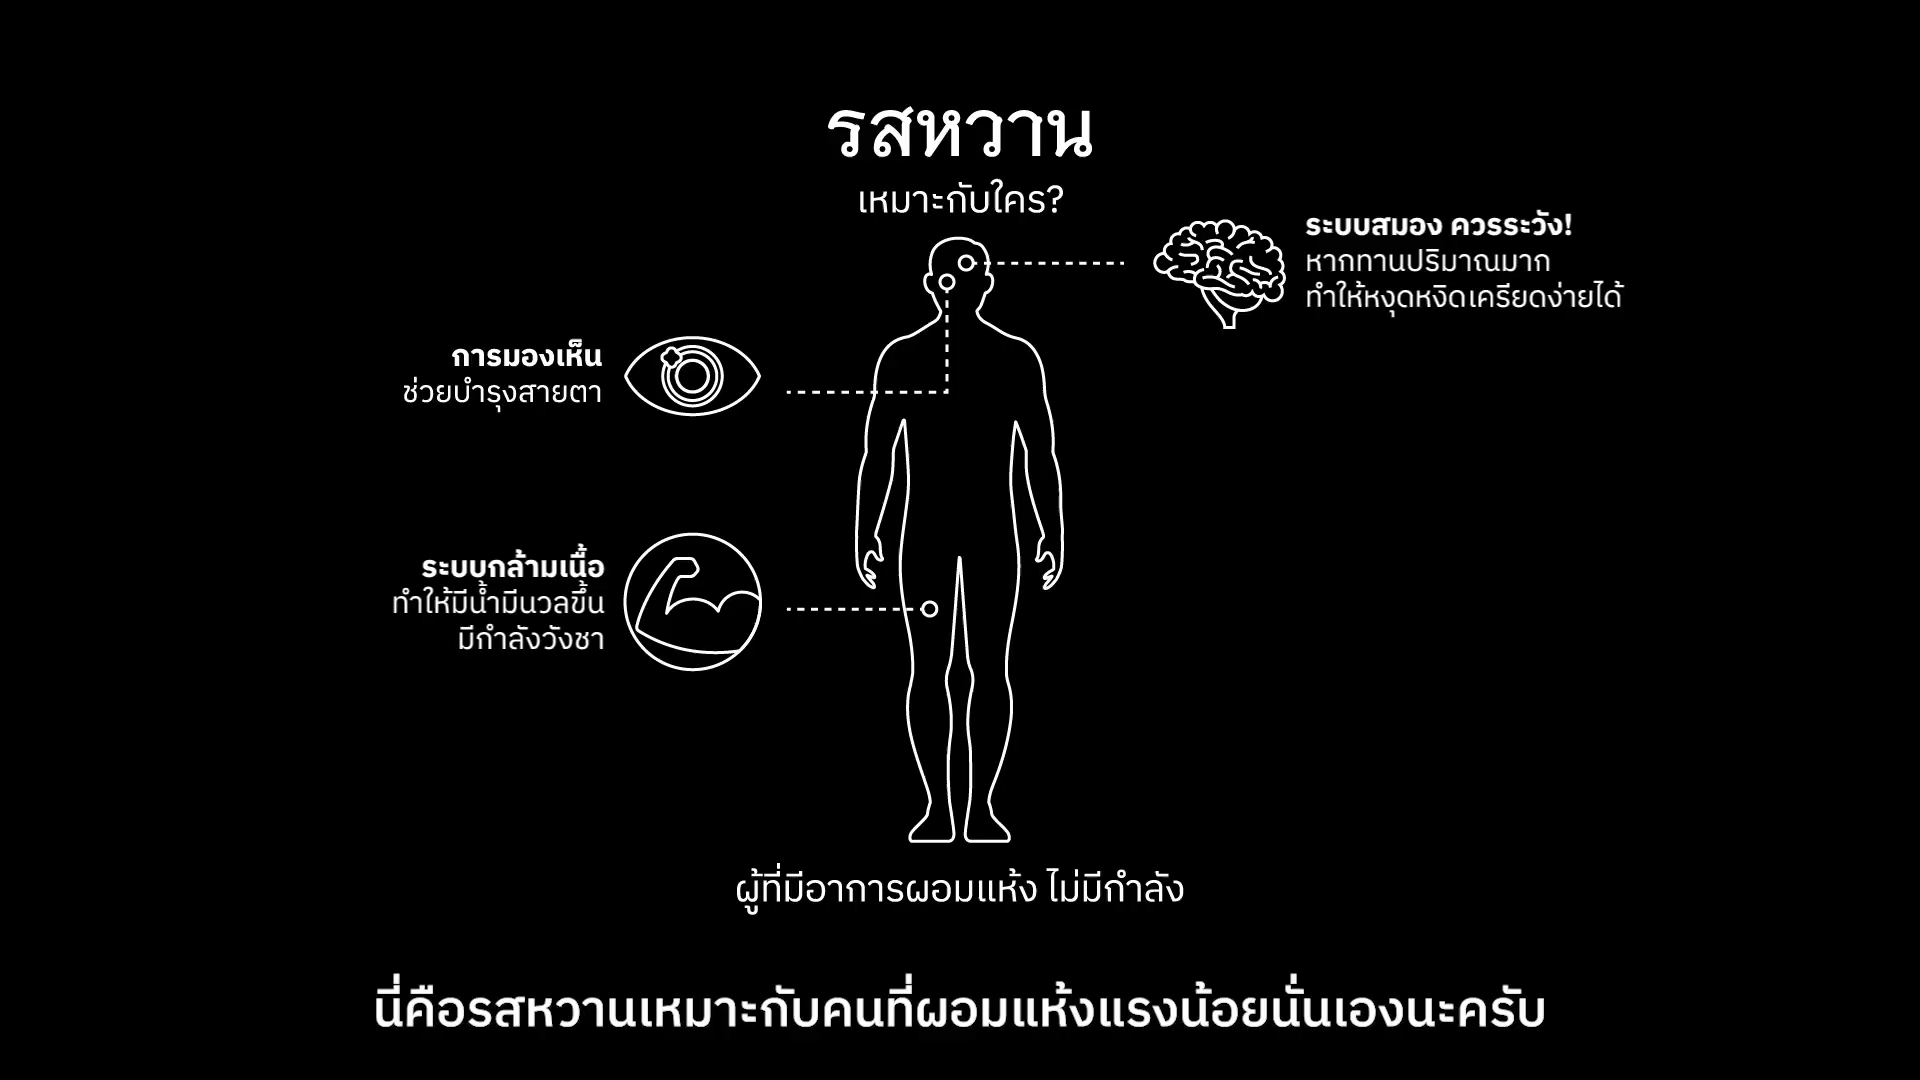 รสหวาน
เหมาะกับใคร?
ระบบสมอง ควรระวัง!
หากทานปริมาณมาก
ทำให้หงุดหงิดเครียดง่ายได้
การมองเห็น
ช่วยบำรุงสายตา
ระบบกล้ามเนื้อ
ทำให้มีน้ำมีนวลขึ้น
มีกำลังวังชา
ผู้ที่มีอาการผอมแห้ง ไม่มีกำลัง
นี่คือรสหวานเหมาะกับคนที่ผอมแห้งแรงน้อยนั่นเองนะครับ